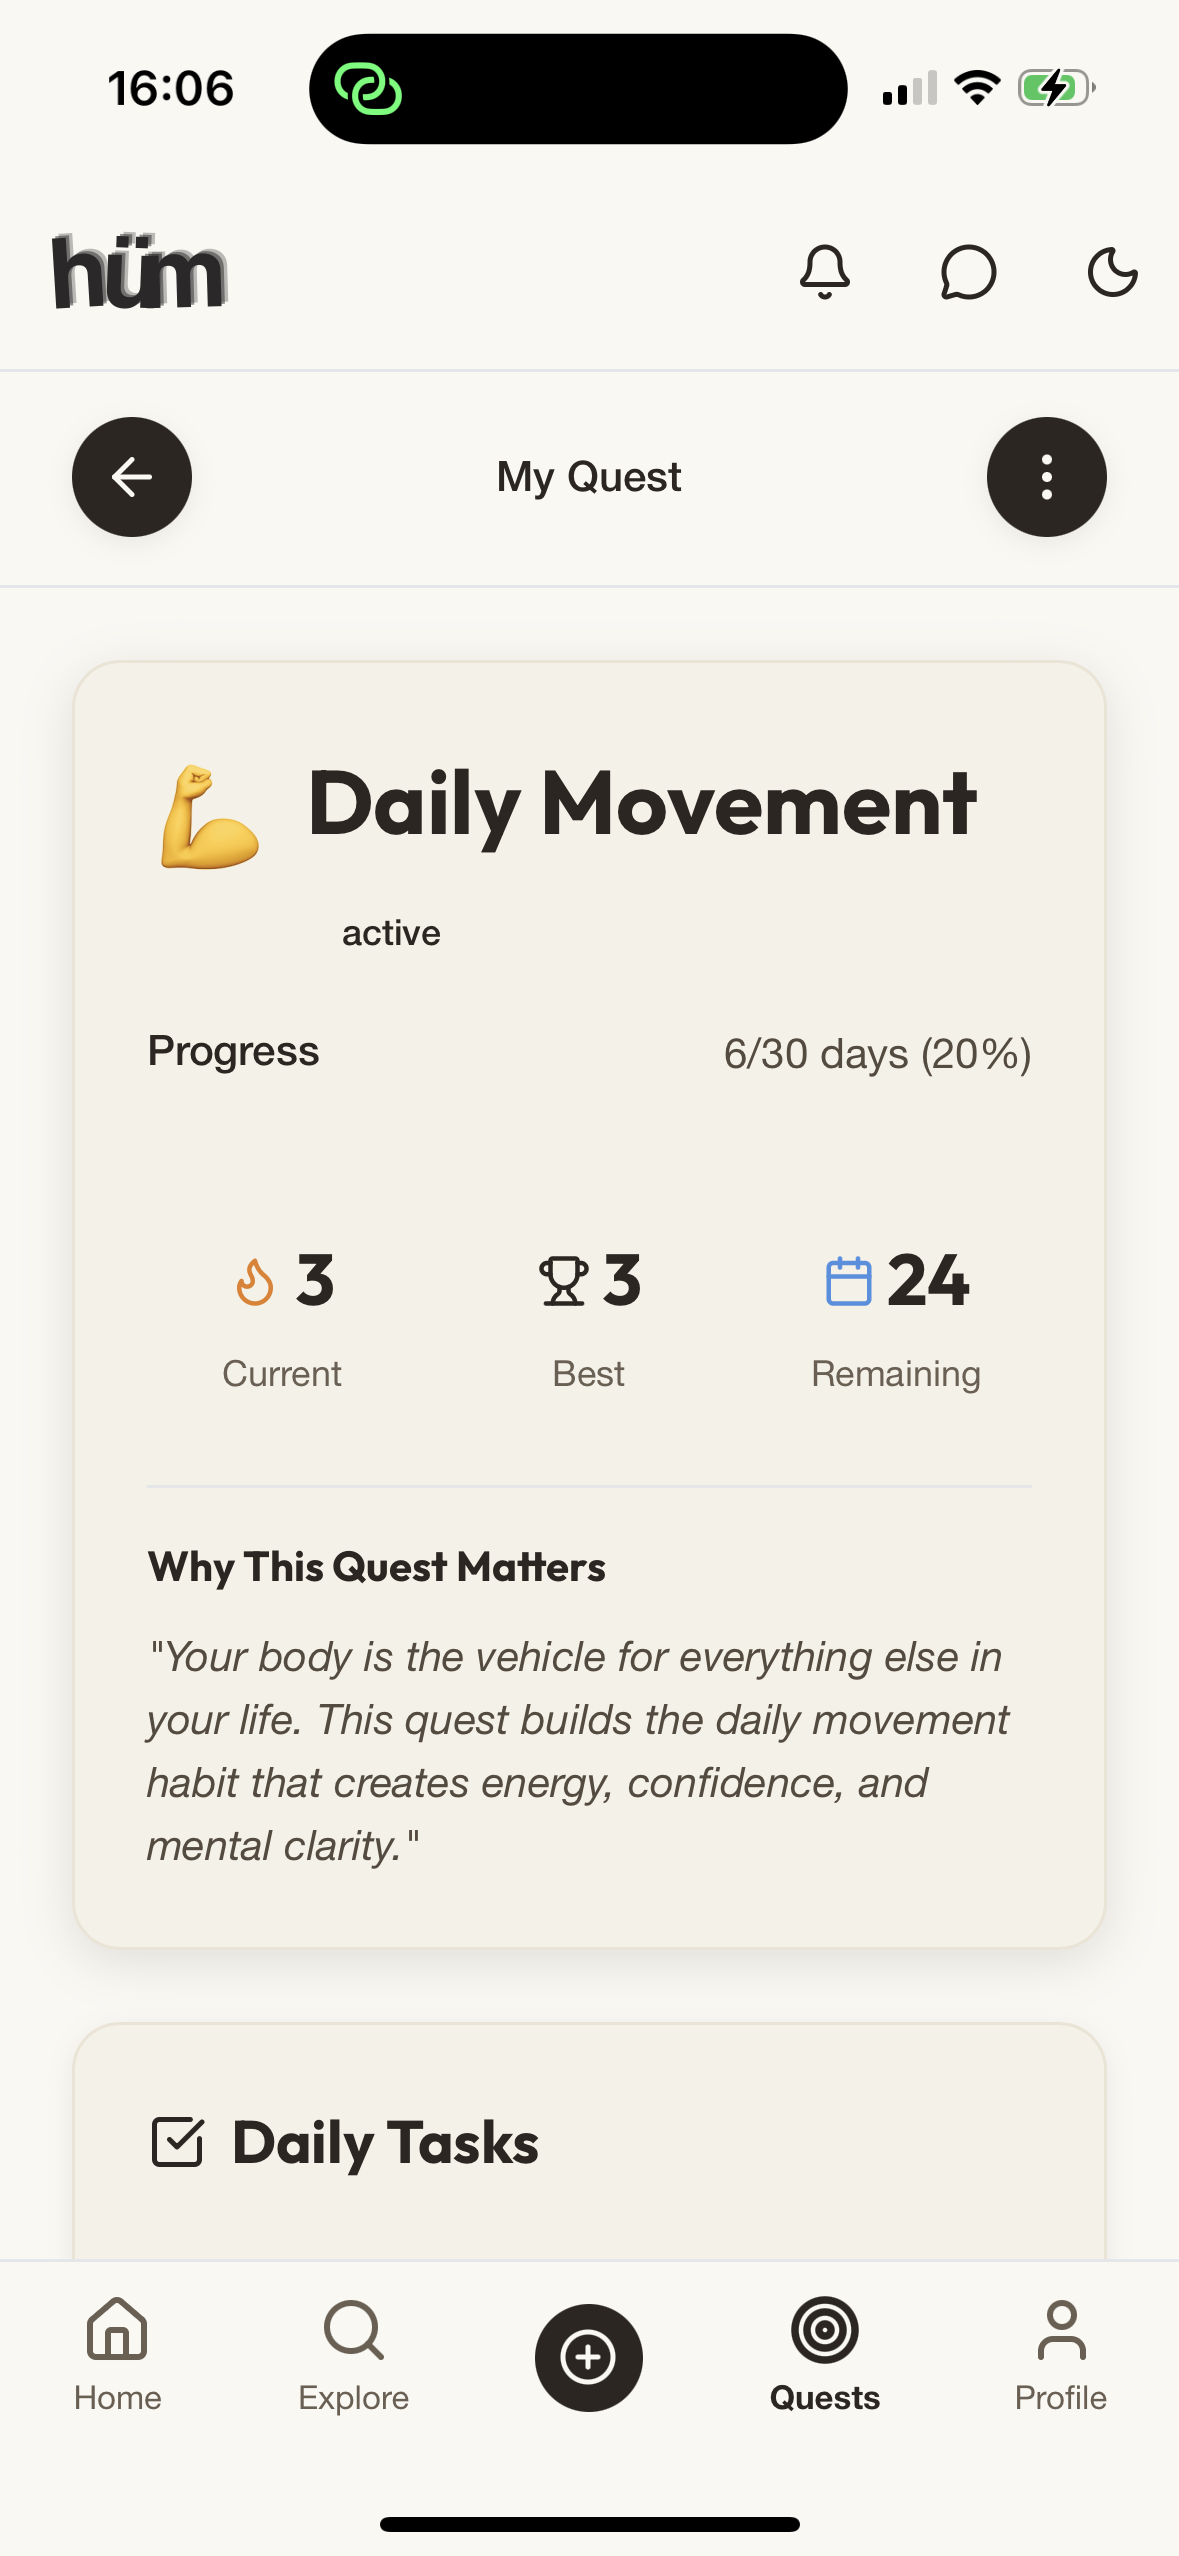 16:06
hüm
My Quest
Daily Movement
active
Progress
6/30 days (20%)
3
3
24
Current
Best
Remaining
Why This Quest Matters
"Your body is the vehicle for everything else in
your life. This quest builds the daily movement
habit that creates energy, confidence, and
mental clarity."
Daily Tasks
Home
Explore
Quests
Profile